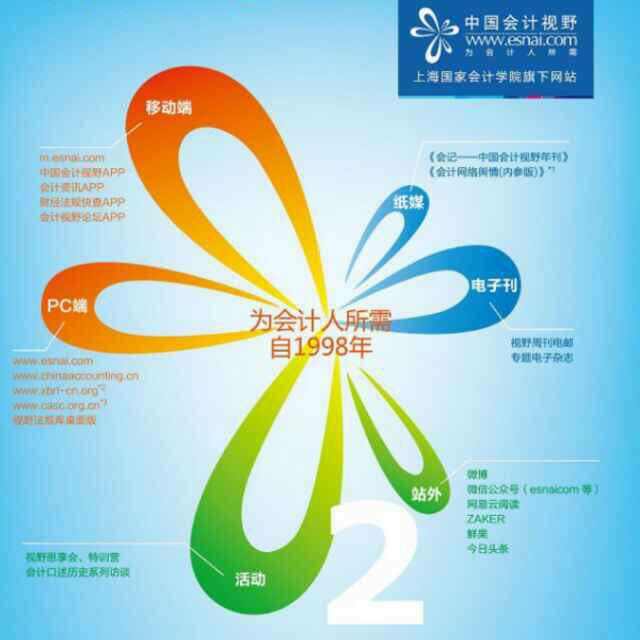 中国会计视野
www.esnai.com
为会计人所需
上海国家会计学院旗下网站
移动端
m.esnai.com
中国会计视野APP
会计资讯APP
财经法规快查APP
会计视野论坛APP
《会记——中国会计视野年刊》
《会计网络舆情(内参版)》*1
纸媒
电子刊
视野周刊电邮
专题电子杂志
PC端
www.esnai.com
www.chinaaccounting.cn
www.xbrl-cn.org*2
www.casc.org.cn*3
视野法规库桌面版
为会计人所需
自1998年
站外
微博
微信公众号(esnaicom 等)
网易云阅读
ZAKER
鲜果
今日头条
视野思享会、特训营
会计口述历史系列访谈
活动
2